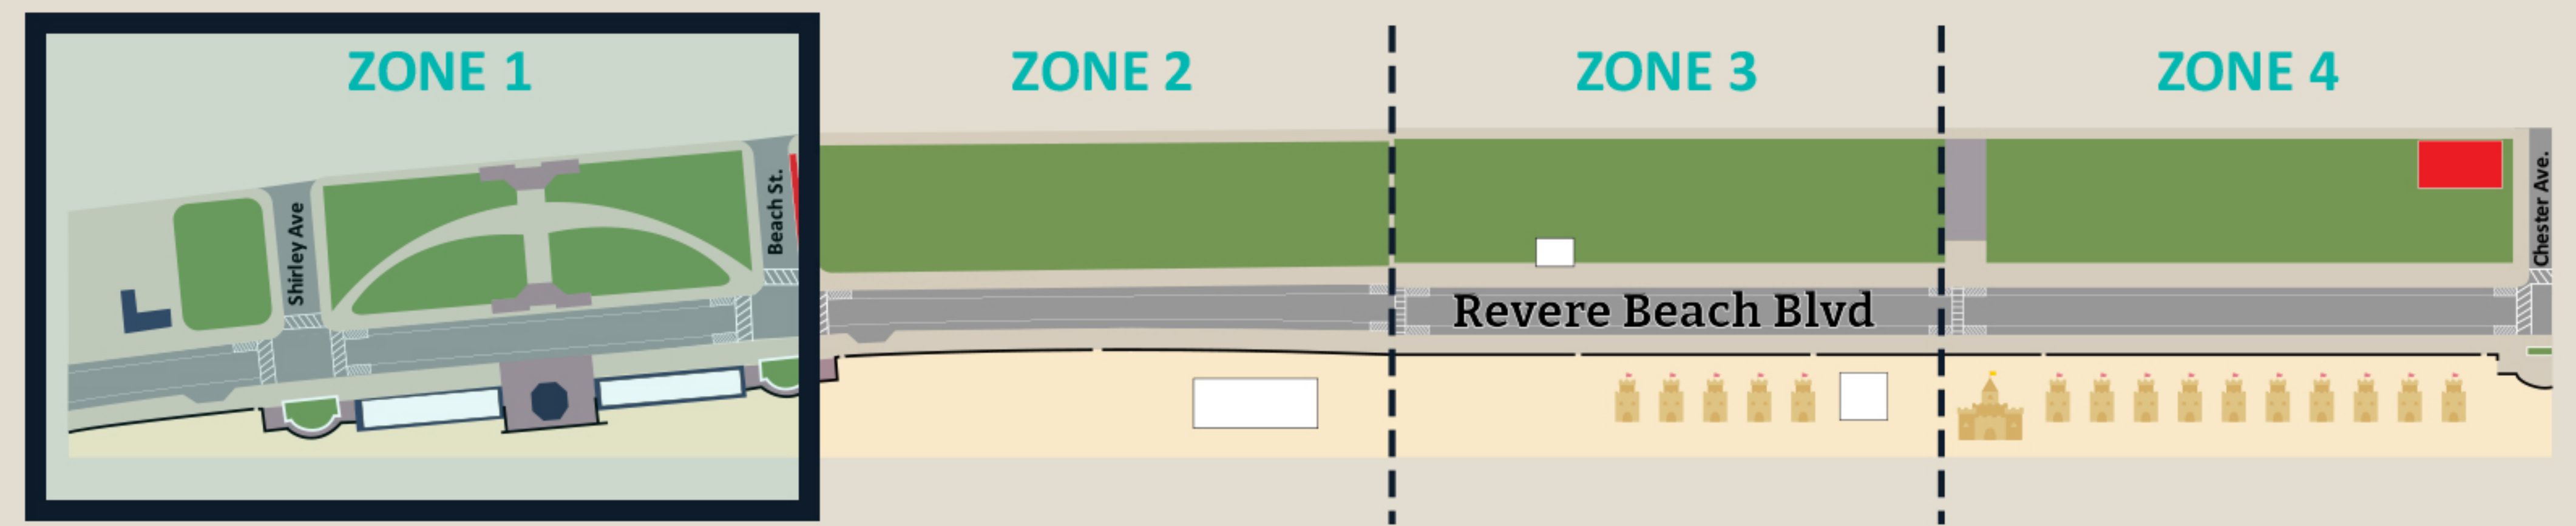 ZONE 1
ZONE 2
ZONE 3
ZONE 4
Shirley Ave
Beach St.
Chester Ave.
Revere Beach Blvd